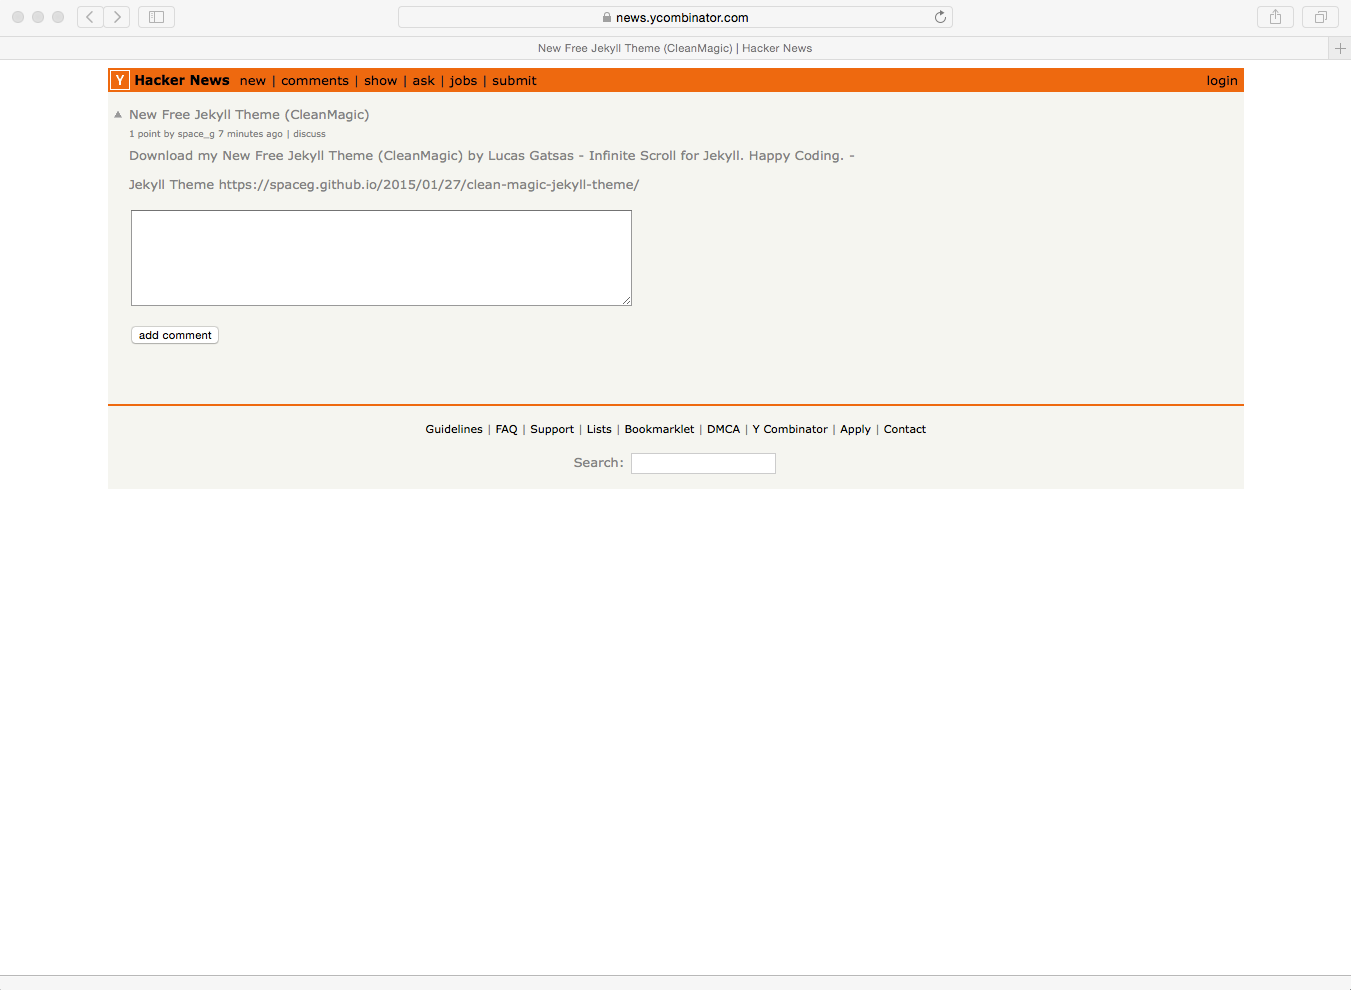 news.ycombinator.com
New Free Jekyll Theme (CleanMagic) | Hacker News
Y Hacker News new | comments | show | ask | jobs | submit login
New Free Jekyll Theme (CleanMagic)
1 point by space_g 7 minutes ago | discuss
Download my New Free Jekyll Theme (CleanMagic) by Lucas Gatsas - Infinite Scroll for Jekyll. Happy Coding. -
Jekyll Theme https://spaceg.github.io/2015/01/27/clean-magic-jekyll-theme/
add comment
Guidelines | FAQ | Support | Lists | Bookmarklet | DMCA | Y Combinator | Apply | Contact
Search: